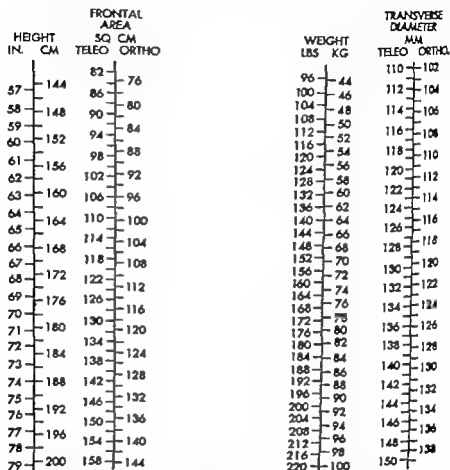 FRONTAL
AREA
HEIGHT SQ CM
IN. CM TELEO ORTHO
57 58 59 60 61 62 63 64 65 66 67 68 69 70 71 72 73 74 75 76 77 78 79
144 148 152 156 160 164 168 172 176 180 184 188 192 196 200
82 86 90 94 98 102 106 110 114 118 122 126 130 134 138 142 146 150 154 158
76 80 84 88 92 96 100 104 108 112 116 120 124 128 132 136 140 144
TRANSVERSE
DIAMETER
WEIGHT MM
LBS KG TELEO ORTHO.
96 100 104 108 112 116 120 124 128 132 136 140 144 148 152 156 160 164 168 172 176 180 184 188 192 196 200 204 208 212 216 220
44 46 48 50 52 54 56 58 60 62 64 66 68 70 72 74 76 78 80 82 84 86 88 90 92 94 96 98 100
110 112 114 116 118 120 122 124 126 128 130 132 134 136 138 140 142 144 146 148 150
102 104 106 108 110 112 114 116 118 120 122 124 126 128 130 132 134 136 138